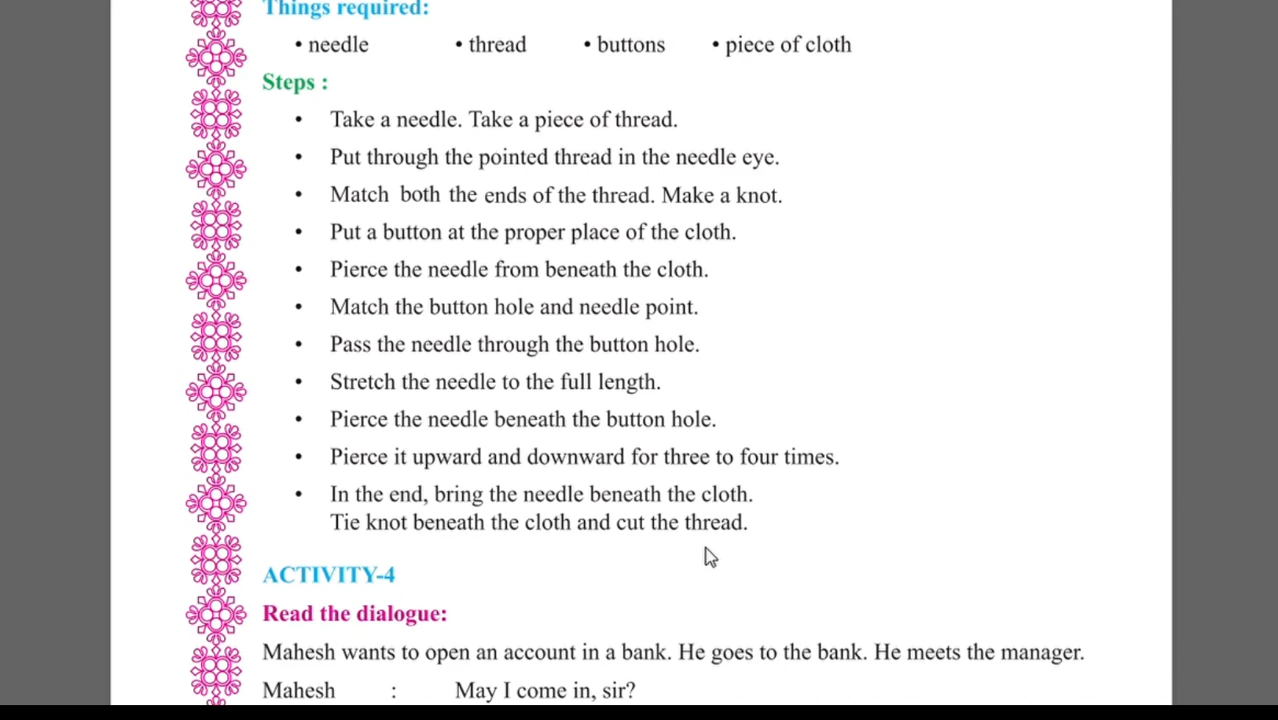 Things required:
• needle • thread • buttons • piece of cloth
Steps :
• Take a needle. Take a piece of thread.
• Put through the pointed thread in the needle eye.
• Match both the ends of the thread. Make a knot.
• Put a button at the proper place of the cloth.
• Pierce the needle from beneath the cloth.
• Match the button hole and needle point.
• Pass the needle through the button hole.
• Stretch the needle to the full length.
• Pierce the needle beneath the button hole.
• Pierce it upward and downward for three to four times.
• In the end, bring the needle beneath the cloth.
Tie knot beneath the cloth and cut the thread.
ACTIVITY-4
Read the dialogue:
Mahesh wants to open an account in a bank. He goes to the bank. He meets the manager.
Mahesh : May I come in, sir?